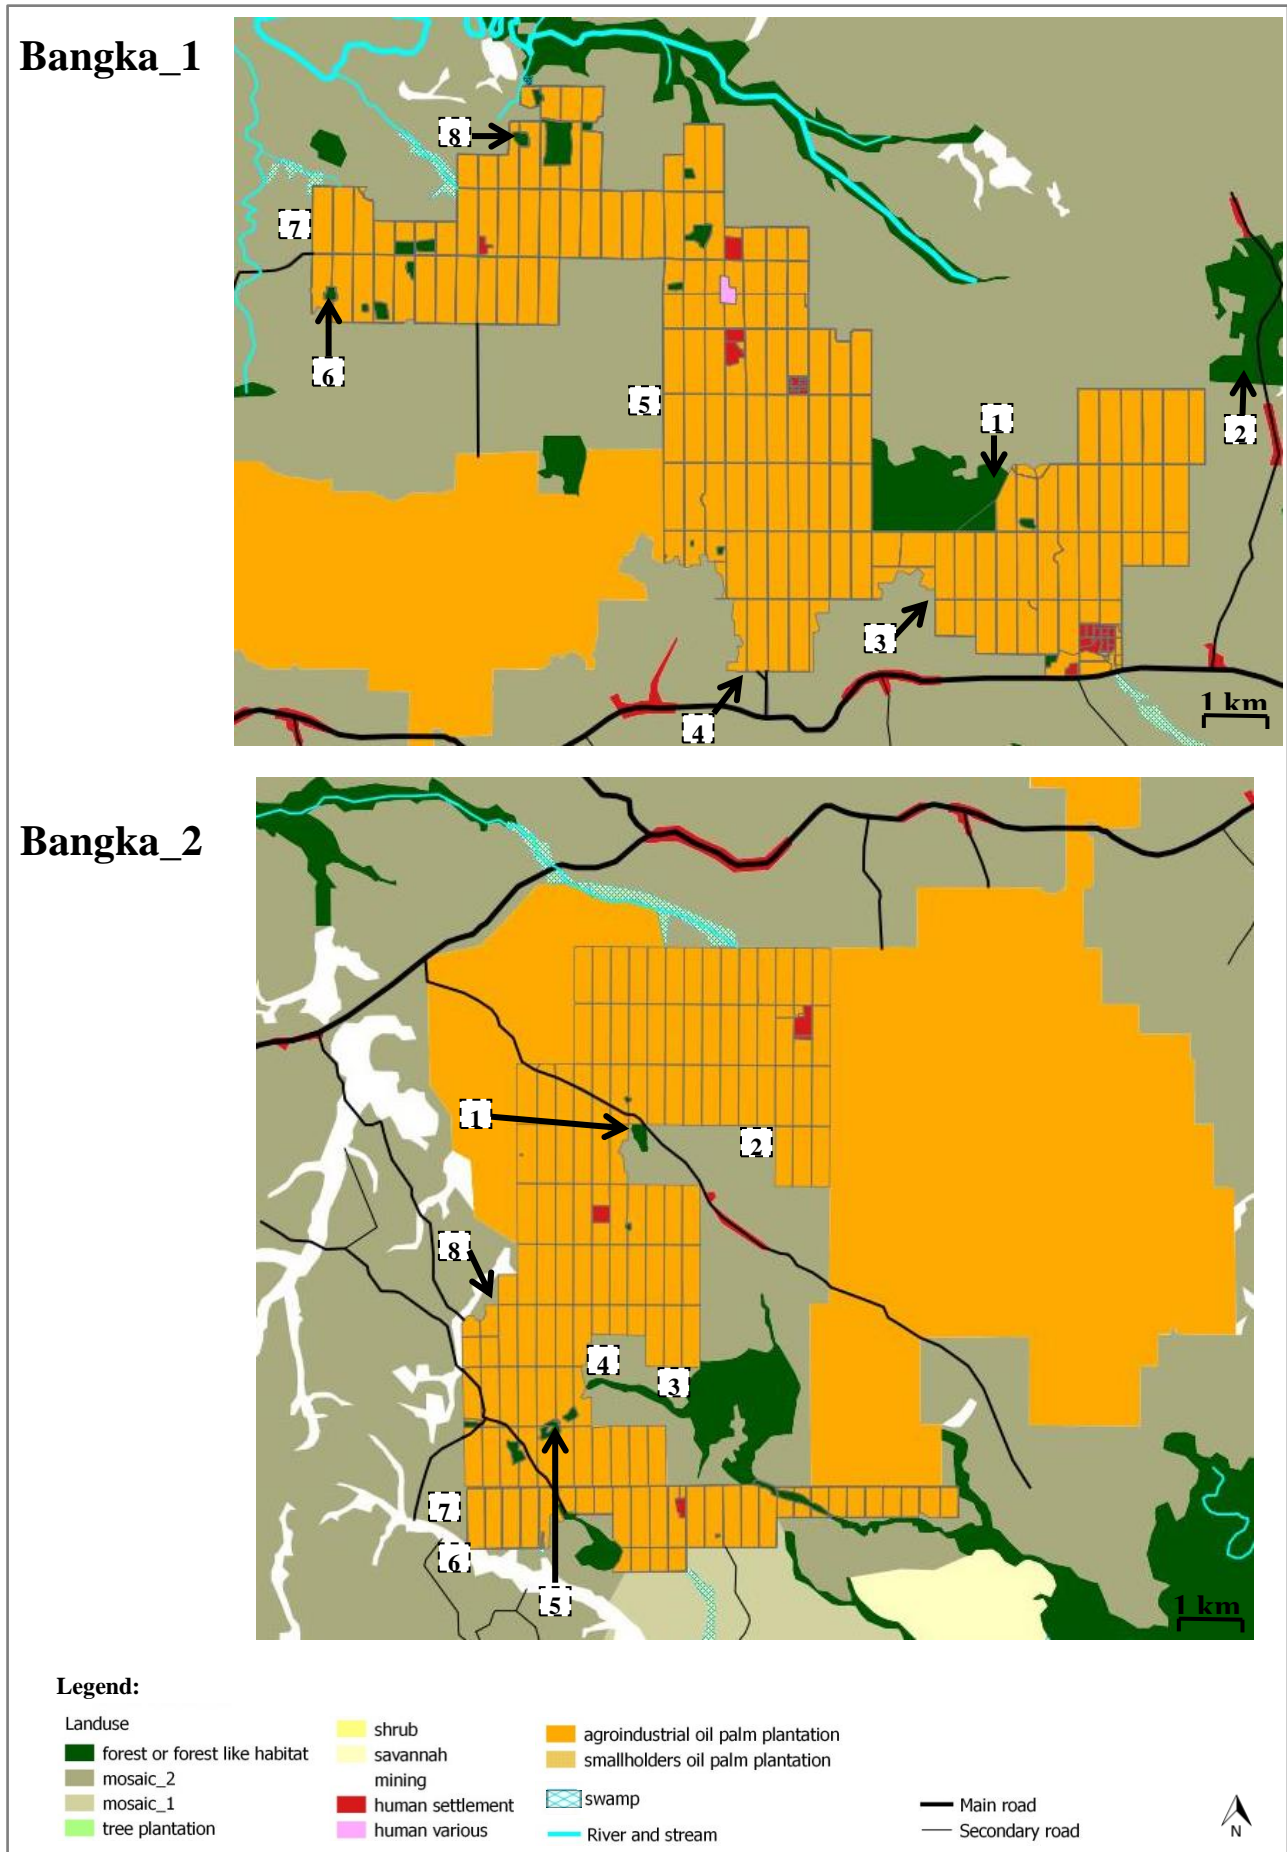 Bangka_1
8
7
6
5
1
2
3
4
1 km
Bangka_2
1
2
8
4
3
7
6
5
1 km
Legend:
Landuse
forest or forest like habitat
mosaic_2
mosaic_1
tree plantation
shrub
savannah
mining
human settlement
human various
agroindustrial oil palm plantation
smallholders oil palm plantation
swamp
River and stream
Main road
Secondary road
N